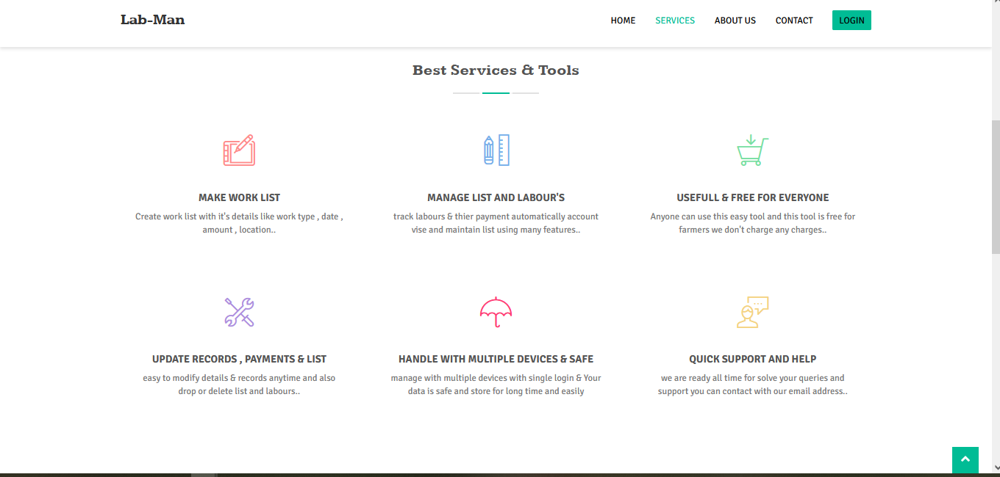 Lab-Man
HOME SERVICES ABOUT US CONTACT LOGIN
Best Services & Tools
MAKE WORK LIST
Create work list with it's details like work type , date ,
amount , location..
MANAGE LIST AND LABOUR'S
track labours & thier payment automatically account
vise and maintain list using many features..
USEFULL & FREE FOR EVERYONE
Anyone can use this easy tool and this tool is free for
farmers we don't charge any charges..
UPDATE RECORDS , PAYMENTS & LIST
easy to modify details & records anytime and also
drop or delete list and labours..
HANDLE WITH MULTIPLE DEVICES & SAFE
manage with multiple devices with single login & Your
data is safe and store for long time and easily
QUICK SUPPORT AND HELP
we are ready all time for solve your queries and
support you can contact with our email address..